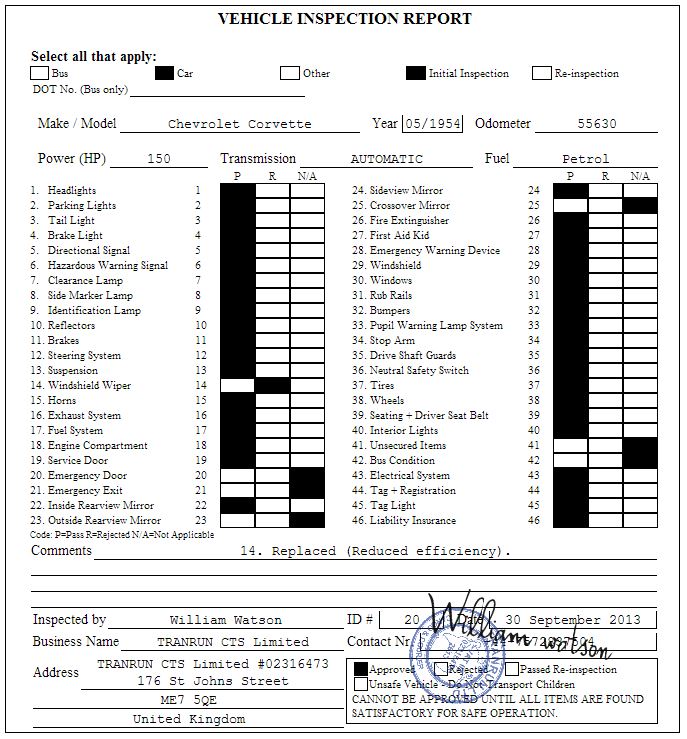 VEHICLE INSPECTION REPORT
Select all that apply:
Bus Car Other Initial Inspection Re-inspection
DOT No. (Bus only)
Make / Model Chevrolet Corvette Year 05/1954 Odometer 55630
Power (HP) 150 Transmission AUTOMATIC Fuel Petrol
P R N/A P R N/A
1. Headlights 1 24. Sideview Mirror 24
2. Parking Lights 2 25. Crossover Mirror 25
3. Tail Light 3 26. Fire Extinguisher 26
4. Brake Light 4 27. First Aid Kid 27
5. Directional Signal 5 28. Emergency Warning Device 28
6. Hazardous Warning Signal 6 29. Windshield 29
7. Clearance Lamp 7 30. Windows 30
8. Side Marker Lamp 8 31. Rub Rails 31
9. Identification Lamp 9 32. Bumpers 32
10. Reflectors 10 33. Pupil Warning Lamp System 33
11. Brakes 11 34. Stop Arm 34
12. Steering System 12 35. Drive Shaft Guards 35
13. Suspension 13 36. Neutral Safety Switch 36
14. Windshield Wiper 14 37. Tires 37
15. Horns 15 38. Wheels 38
16. Exhaust System 16 39. Seating + Driver Seat Belt 39
17. Fuel System 17 40. Interior Lights 40
18. Engine Compartment 18 41. Unsecured Items 41
19. Service Door 19 42. Bus Condition 42
20. Emergency Door 20 43. Electrical System 43
21. Emergency Exit 21 44. Tag + Registration 44
22. Inside Rearview Mirror 22 45. Tag Light 45
23. Outside Rearview Mirror 23 46. Liability Insurance 46
Code: P=Pass R=Rejected N/A=Not Applicable
Comments 14. Replaced (Reduced efficiency).
Inspected by William Watson ID # 20 Date 30 September 2013
William Watson
Business Name TRANRUN CTS Limited Contact Nr
Address TRANRUN CTS Limited #02316473
176 St Johns Street
ME7 5QE
United Kingdom
Approved Rejected Passed Re-inspection
Unsafe Vehicle - Do Not Transport Children
CANNOT BE APPROVED UNTIL ALL ITEMS ARE FOUND
SATISFACTORY FOR SAFE OPERATION.